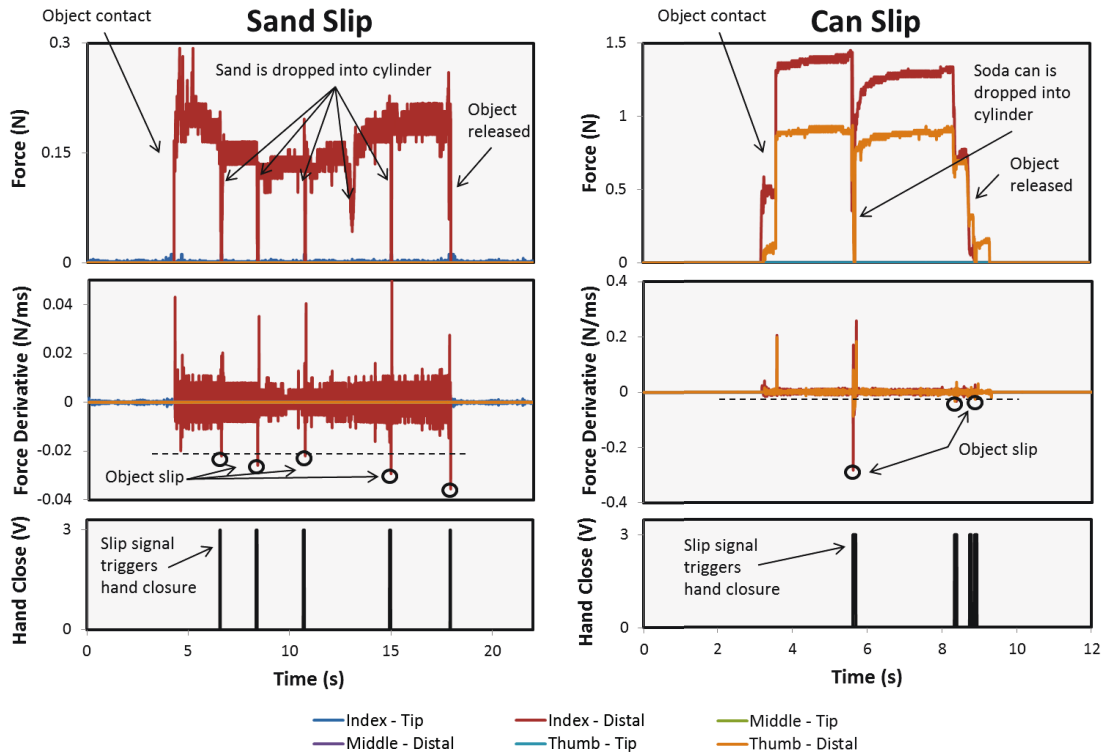 Sand Slip
Object contact
Force (N)
0.3
0.15
0
Sand is dropped into cylinder
Object
released
Force Derivative (N/ms)
0.04
0.02
0
-0.02
-0.04
Object slip
Hand Close (V)
3
0
Slip signal
triggers
hand closure
0 5 10 15 20
Time (s)
Can Slip
Object contact
Force (N)
1.5
1
0.5
0
Soda can is
dropped into
cylinder
Object
released
Force Derivative (N/ms)
0.4
0.2
0
-0.2
-0.4
Object slip
Hand Close (V)
3
0
Slip signal
triggers
hand closure
0 2 4 6 8 10 12
Time (s)
Index - Tip Index - Distal Middle - Tip
Middle - Distal Thumb - Tip Thumb - Distal